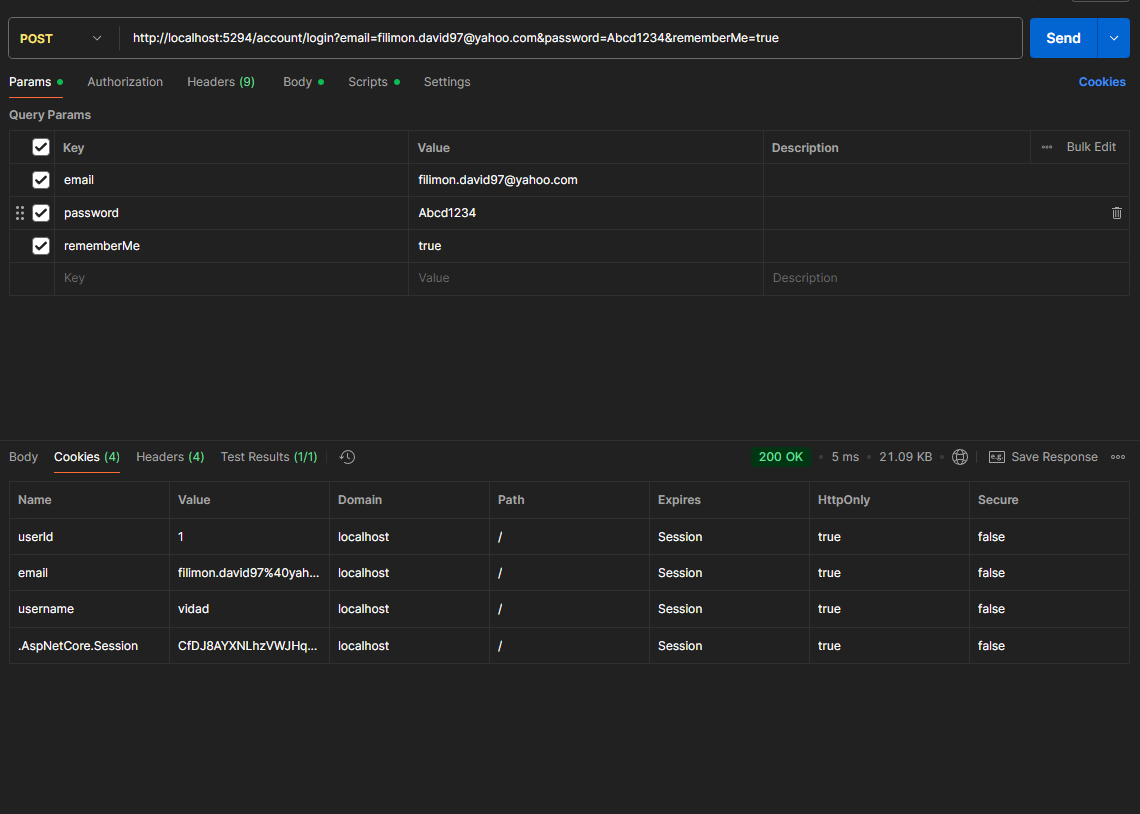 POST http://localhost:5294/account/login?email=filimon.david97@yahoo.com&password=Abcd1234&rememberMe=true Send
Params Authorization Headers (9) Body Scripts Settings Cookies
Query Params
Key Value Description Bulk Edit
email filimon.david97@yahoo.com
password Abcd1234
rememberMe true
Key Value Description
Body Cookies (4) Headers (4) Test Results (1/1) 200 OK 5 ms 21.09 KB e.g. Save Response
Name Value Domain Path Expires HttpOnly Secure
userId 1 localhost / Session true false
email filimon.david97%40yah... localhost / Session true false
username vidad localhost / Session true false
.AspNetCore.Session CfDJ8AYXNLhzVWJHq... localhost / Session true false